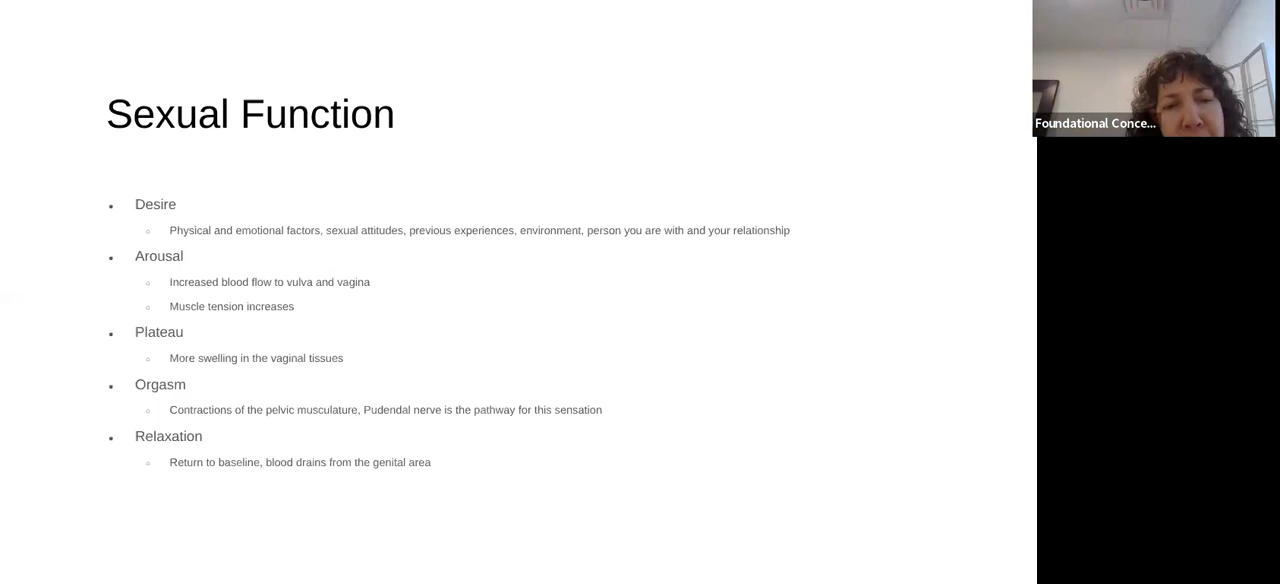 Sexual Function
Foundational Conce...
• Desire
○ Physical and emotional factors, sexual attitudes, previous experiences, environment, person you are with and your relationship
• Arousal
○ Increased blood flow to vulva and vagina
○ Muscle tension increases
• Plateau
○ More swelling in the vaginal tissues
• Orgasm
○ Contractions of the pelvic musculature, Pudendal nerve is the pathway for this sensation
• Relaxation
○ Return to baseline, blood drains from the genital area